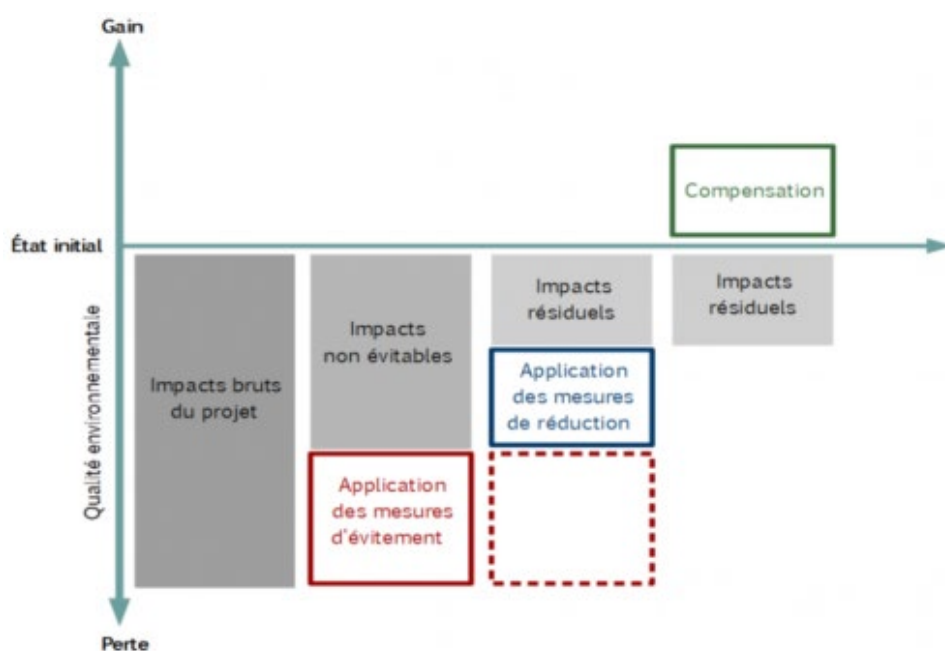 Gain
Compensation
État initial
Impacts bruts
du projet
Impacts
non évitables
Application
des mesures
d'évitement
Impacts
résiduels
Application
des mesures
de réduction
Impacts
résiduels
Qualité environnementale
Perte